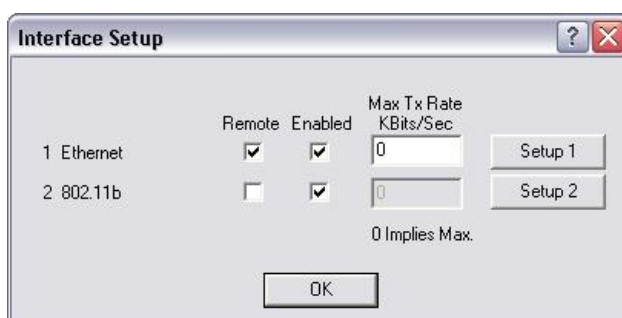 Interface Setup
Max Tx Rate
Remote Enabled KBits/Sec
1 Ethernet 0 Setup 1
2 802.11b 0 Setup 2
0 Implies Max.
OK